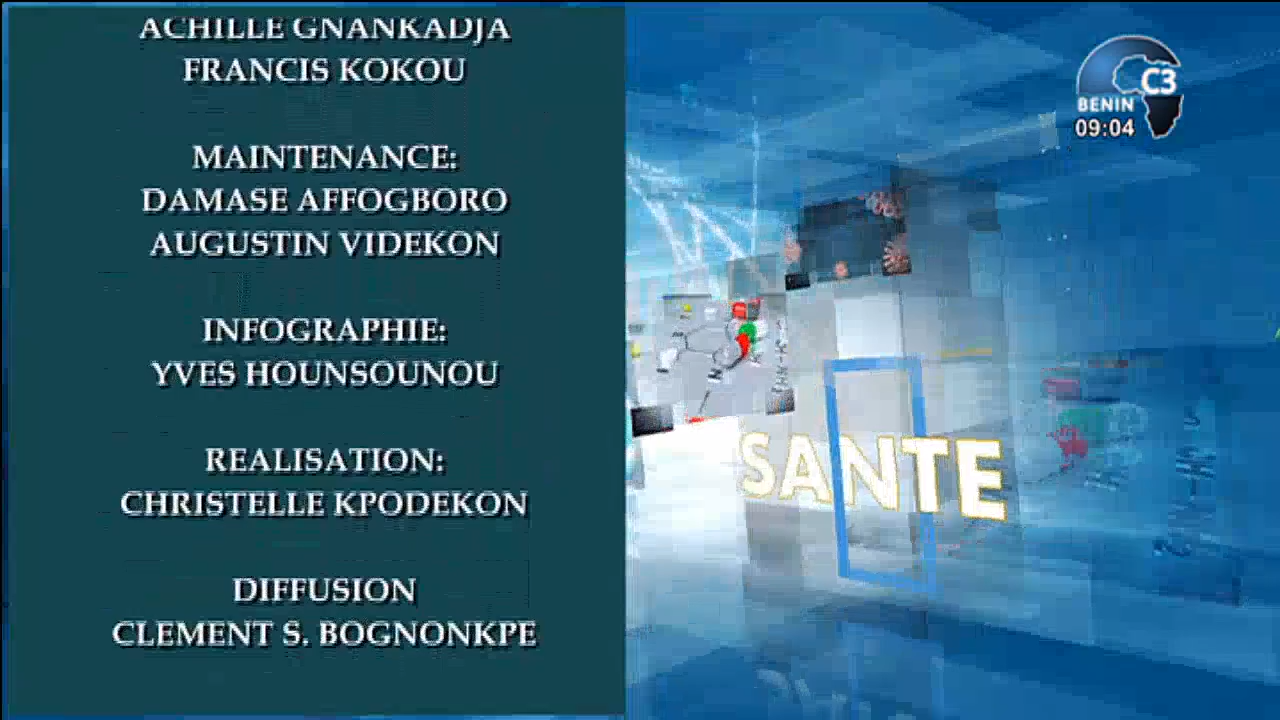 ACHILLE GNANKADJA
FRANCIS KOKOU
MAINTENANCE:
DAMASE AFFOGBORO
AUGUSTIN VIDEKON
INFOGRAPHIE:
YVES HOUNSOUNOU
REALISATION:
CHRISTELLE KPODEKON
DIFFUSION
CLEMENT S. BOGNONKPE
C3
BENIN
09:04
SANTE